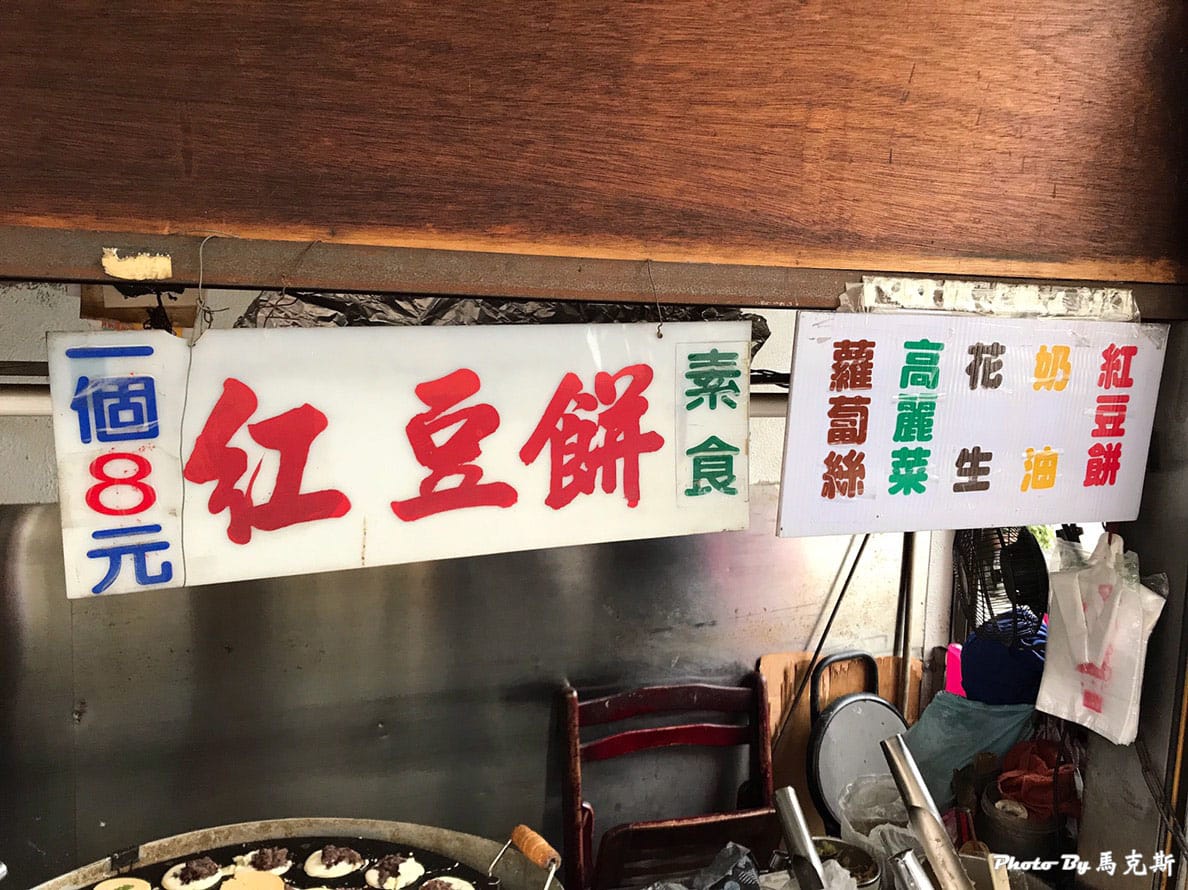 一個8元
紅豆餅
素食
紅豆餅
奶油
花生
高麗菜
蘿蔔絲
Photo By 馬克斯